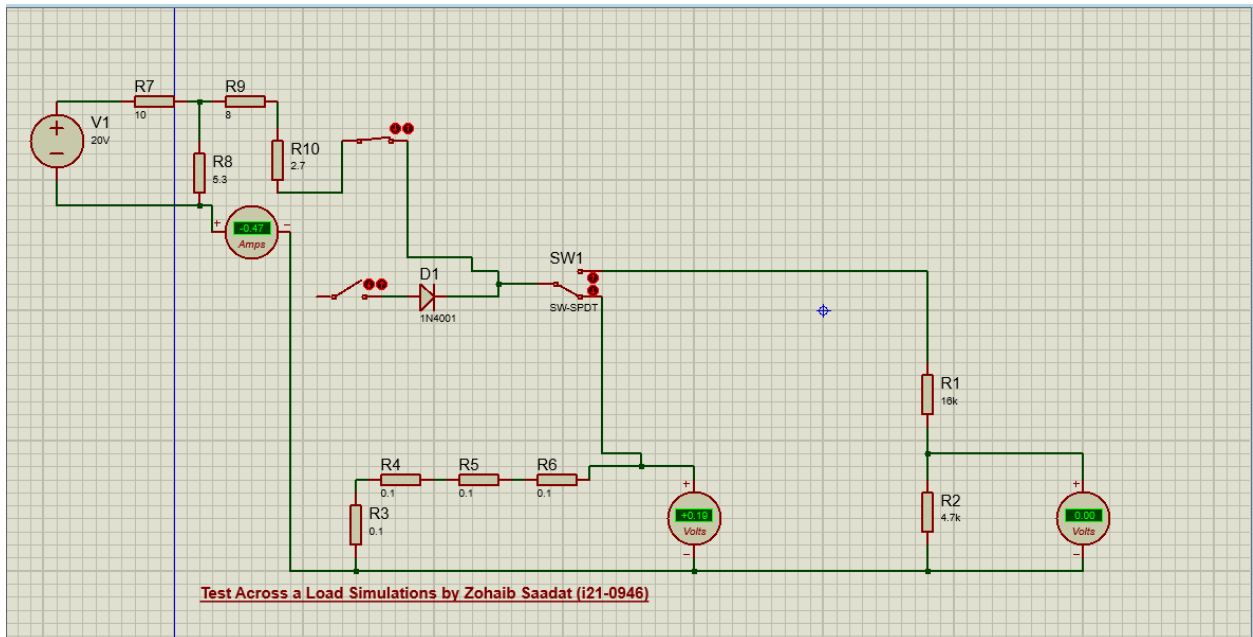 R7
10
R9
8
V1
20V
R10
2.7
R8
5.3
+
-0.47
Amps
SW1
D1
1N4001
SW-SPDT
R1
16k
R4
0.1
R5
0.1
R6
0.1
R3
0.1
+
+0.19
Volts
R2
4.7k
+
0.00
Volts
Test Across a Load Simulations by Zohaib Saadat (i21-0946)